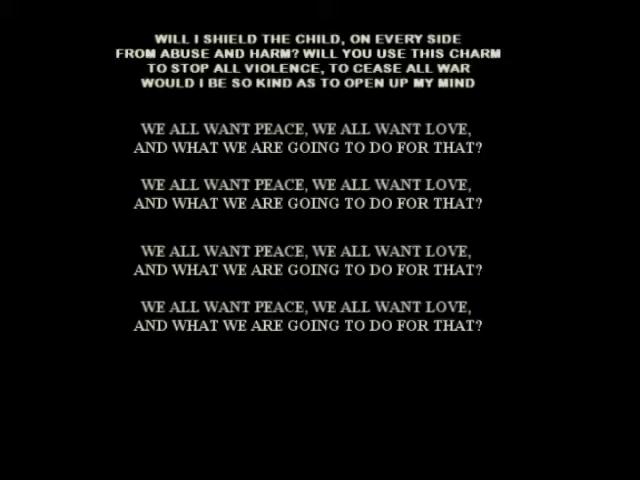 WILL I SHIELD THE CHILD, ON EVERY SIDE
FROM ABUSE AND HARM? WILL YOU USE THIS CHARM
TO STOP ALL VIOLENCE, TO CEASE ALL WAR
WOULD I BE SO KIND AS TO OPEN UP MY MIND
WE ALL WANT PEACE, WE ALL WANT LOVE,
AND WHAT WE ARE GOING TO DO FOR THAT?
WE ALL WANT PEACE, WE ALL WANT LOVE,
AND WHAT WE ARE GOING TO DO FOR THAT?
WE ALL WANT PEACE, WE ALL WANT LOVE,
AND WHAT WE ARE GOING TO DO FOR THAT?
WE ALL WANT PEACE, WE ALL WANT LOVE,
AND WHAT WE ARE GOING TO DO FOR THAT?